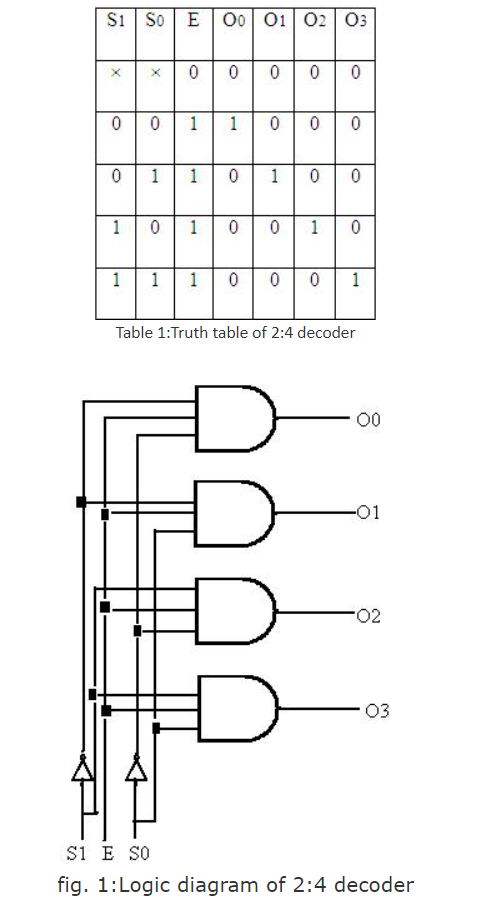 S1 S0 E O0 O1 O2 O3
× × 0 0 0 0 0
0 0 1 1 0 0 0
0 1 1 0 1 0 0
1 0 1 0 0 1 0
1 1 1 0 0 0 1
Table 1:Truth table of 2:4 decoder
O0
O1
O2
O3
S1 E S0
fig. 1:Logic diagram of 2:4 decoder